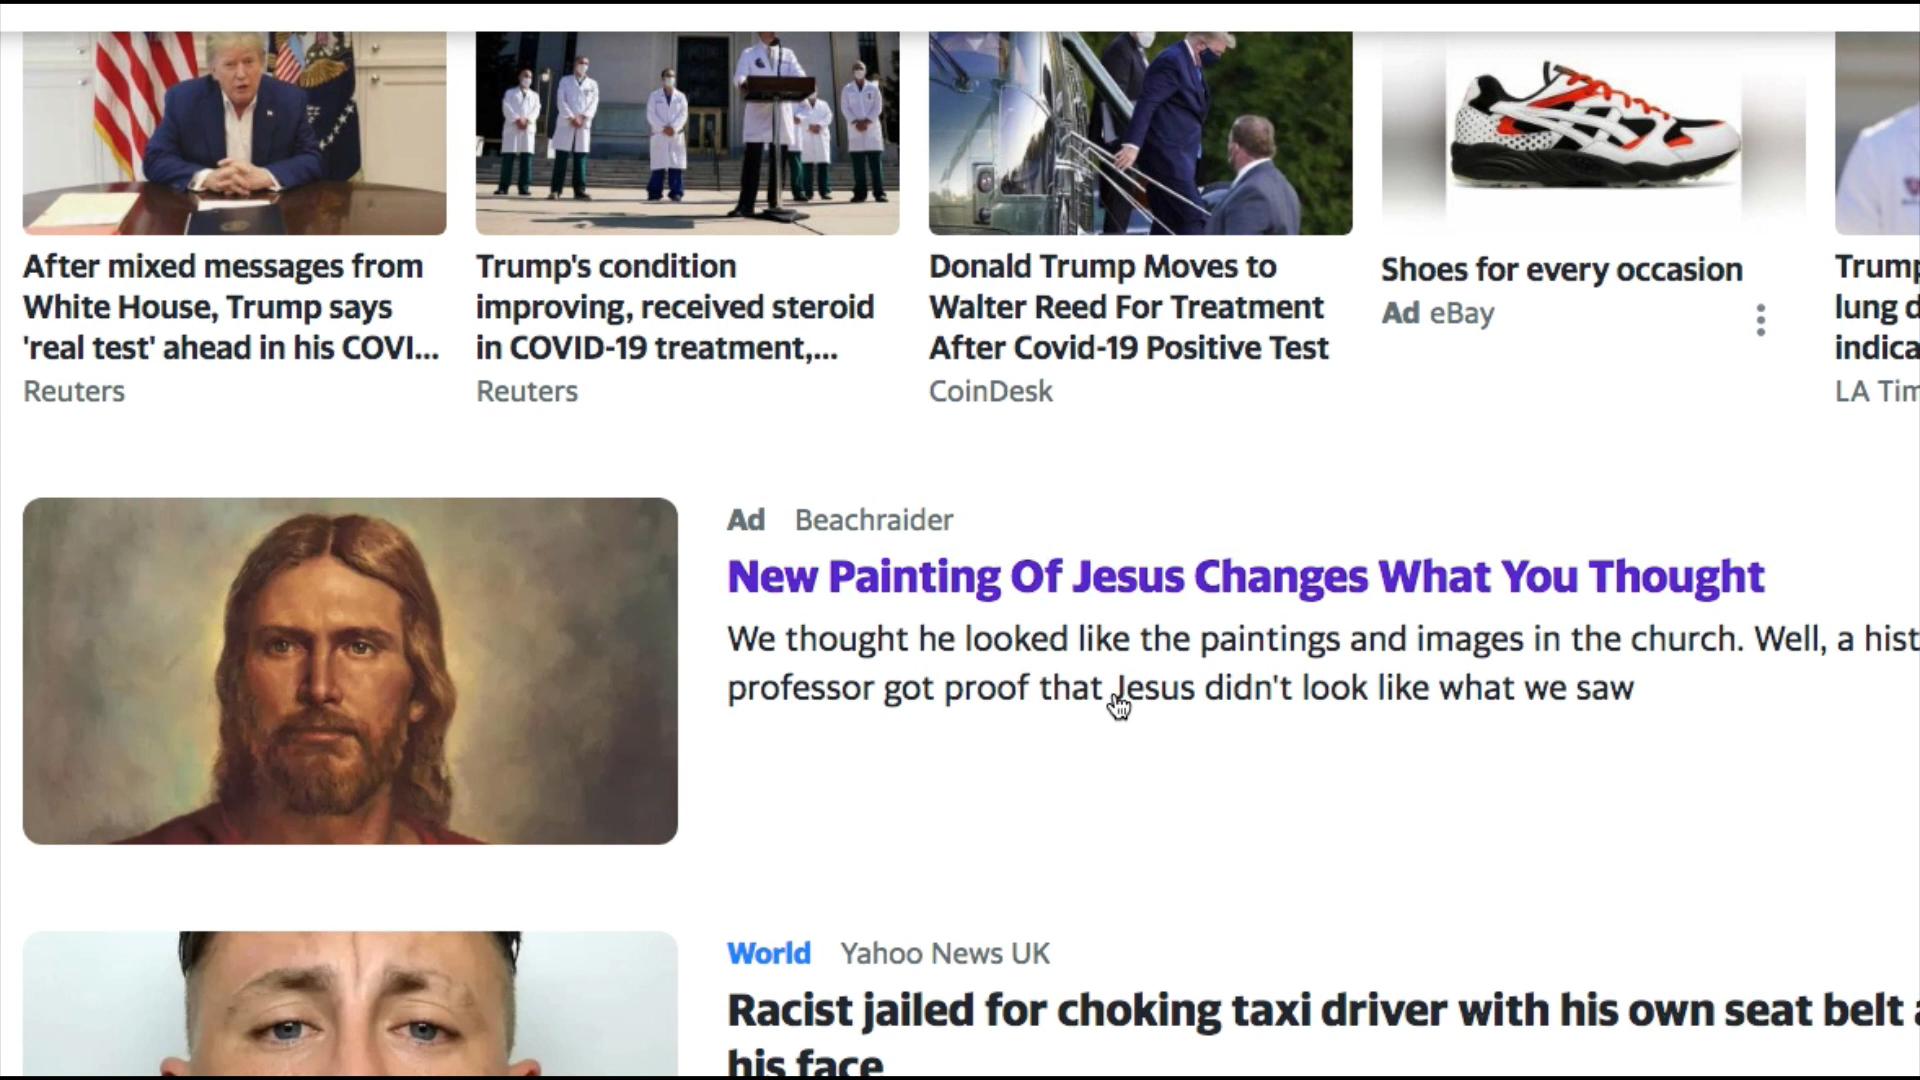 After mixed messages from
White House, Trump says
'real test' ahead in his COVI...
Reuters
Trump's condition
improving, received steroid
in COVID-19 treatment,...
Reuters
Donald Trump Moves to
Walter Reed For Treatment
After Covid-19 Positive Test
CoinDesk
Shoes for every occasion
Ad eBay
Trump
lung d
indica
LA Tim
Ad Beachraider
New Painting Of Jesus Changes What You Thought
We thought he looked like the paintings and images in the church. Well, a hist
professor got proof that Jesus didn't look like what we saw
World Yahoo News UK
Racist jailed for choking taxi driver with his own seat belt a
his face